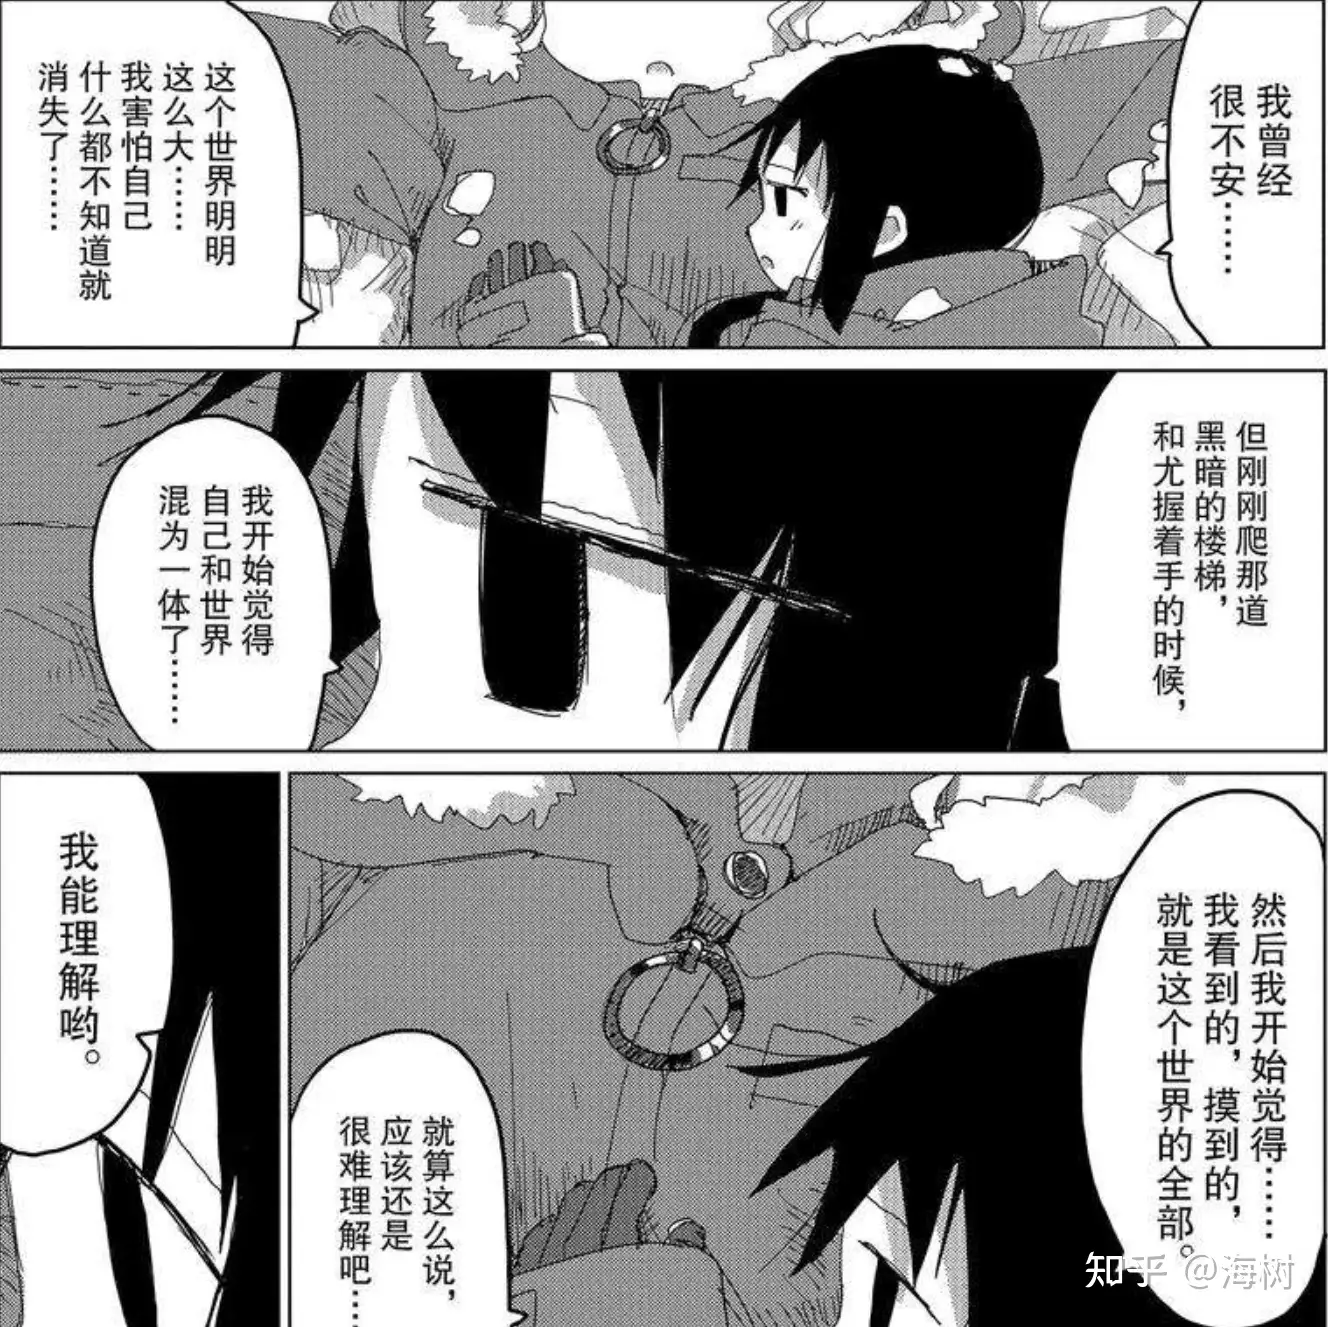 我曾经
很不安……
这个世界明明
这么大……
我害怕自己
什么都不知道就
消失了……
但刚刚爬那道
黑暗的楼梯，
和尤握着手的时候，
我开始觉得
自己和世界
混为一体了……
然后我开始觉得……
我看到的，摸到的，
就是这个世界的全部。
就算这么说，
应该还是
很难理解吧……
我能理解哟。
知乎 @海树